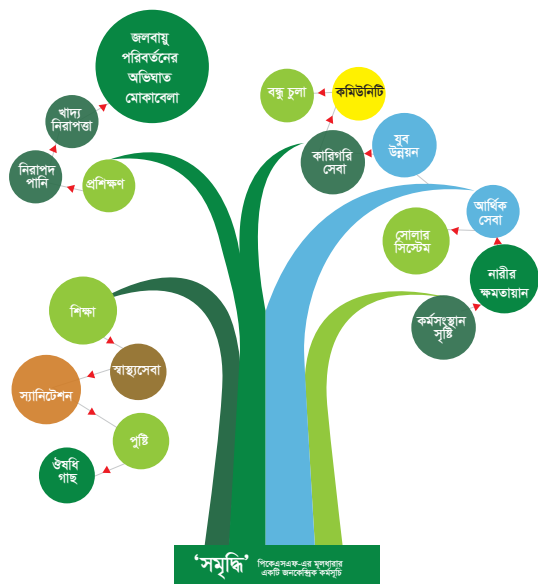 জলবায়ু
পরিবর্তনের
অভিঘাত
মোকাবেলা
খাদ্য
নিরাপত্তা
নিরাপদ
পানি
প্রশিক্ষণ
বন্ধু চুলা
কমিউনিটি
কারিগরি
সেবা
যুব
উন্নয়ন
আর্থিক
সেবা
সোলার
সিস্টেম
নারীর
ক্ষমতায়ান
কর্মসংস্থান
সৃষ্টি
শিক্ষা
স্বাস্থ্যসেবা
স্যানিটেশন
পুষ্টি
ঔষধি
গাছ
‘সমৃদ্ধি’
পিকেএসএফ-এর মূলধারার
একটি জনকেন্দ্রিক কর্মসূচি